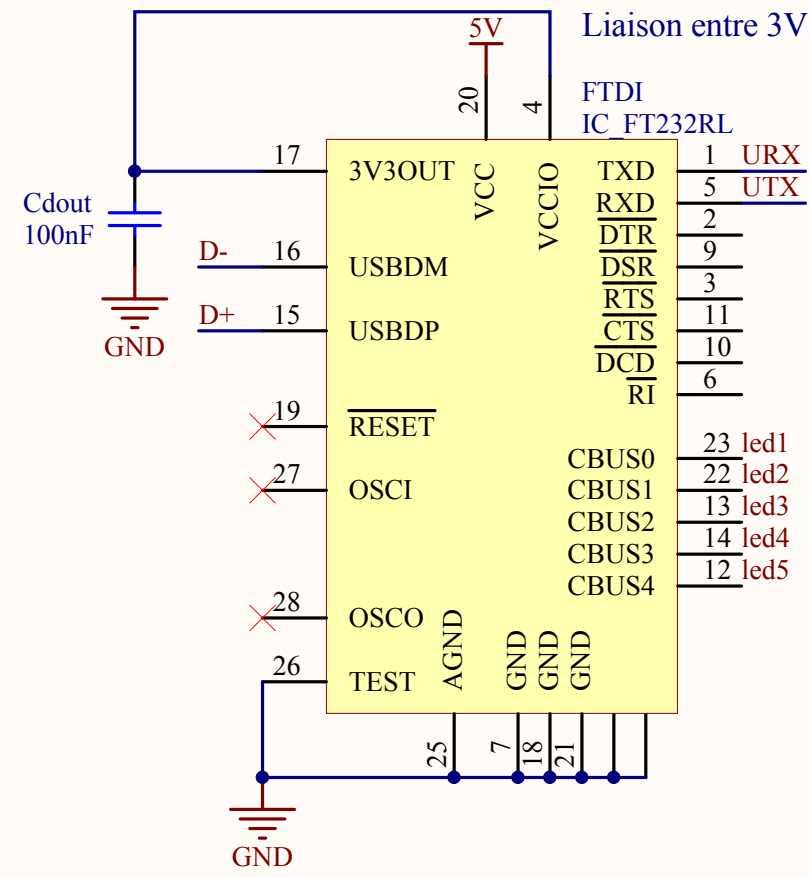 Liaison entre 3V
5V
FTDI
IC_FT232RL
20
4
17
3V3OUT
VCC
VCCIO
TXD
1
URX
Cdout
100nF
RXD
5
UTX
DTR
2
D-
16
USBDM
DSR
9
RTS
3
D+
15
USBDP
CTS
11
GND
DCD
10
RI
6
19
RESET
CBUS0
23
led1
27
OSCI
CBUS1
22
led2
CBUS2
13
led3
CBUS3
14
led4
CBUS4
12
led5
28
OSCO
26
TEST
AGND
GND
GND
GND
25
7
18
21
GND